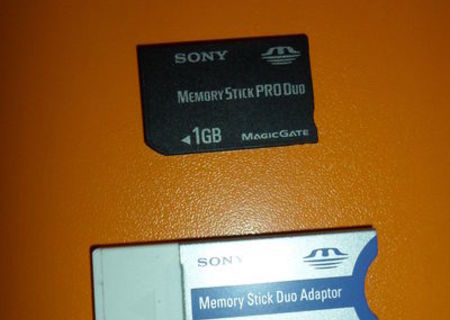 SONY
MEMORY STICK PRO DUO
1GB MAGICGATE
SONY
Memory Stick Duo Adaptor